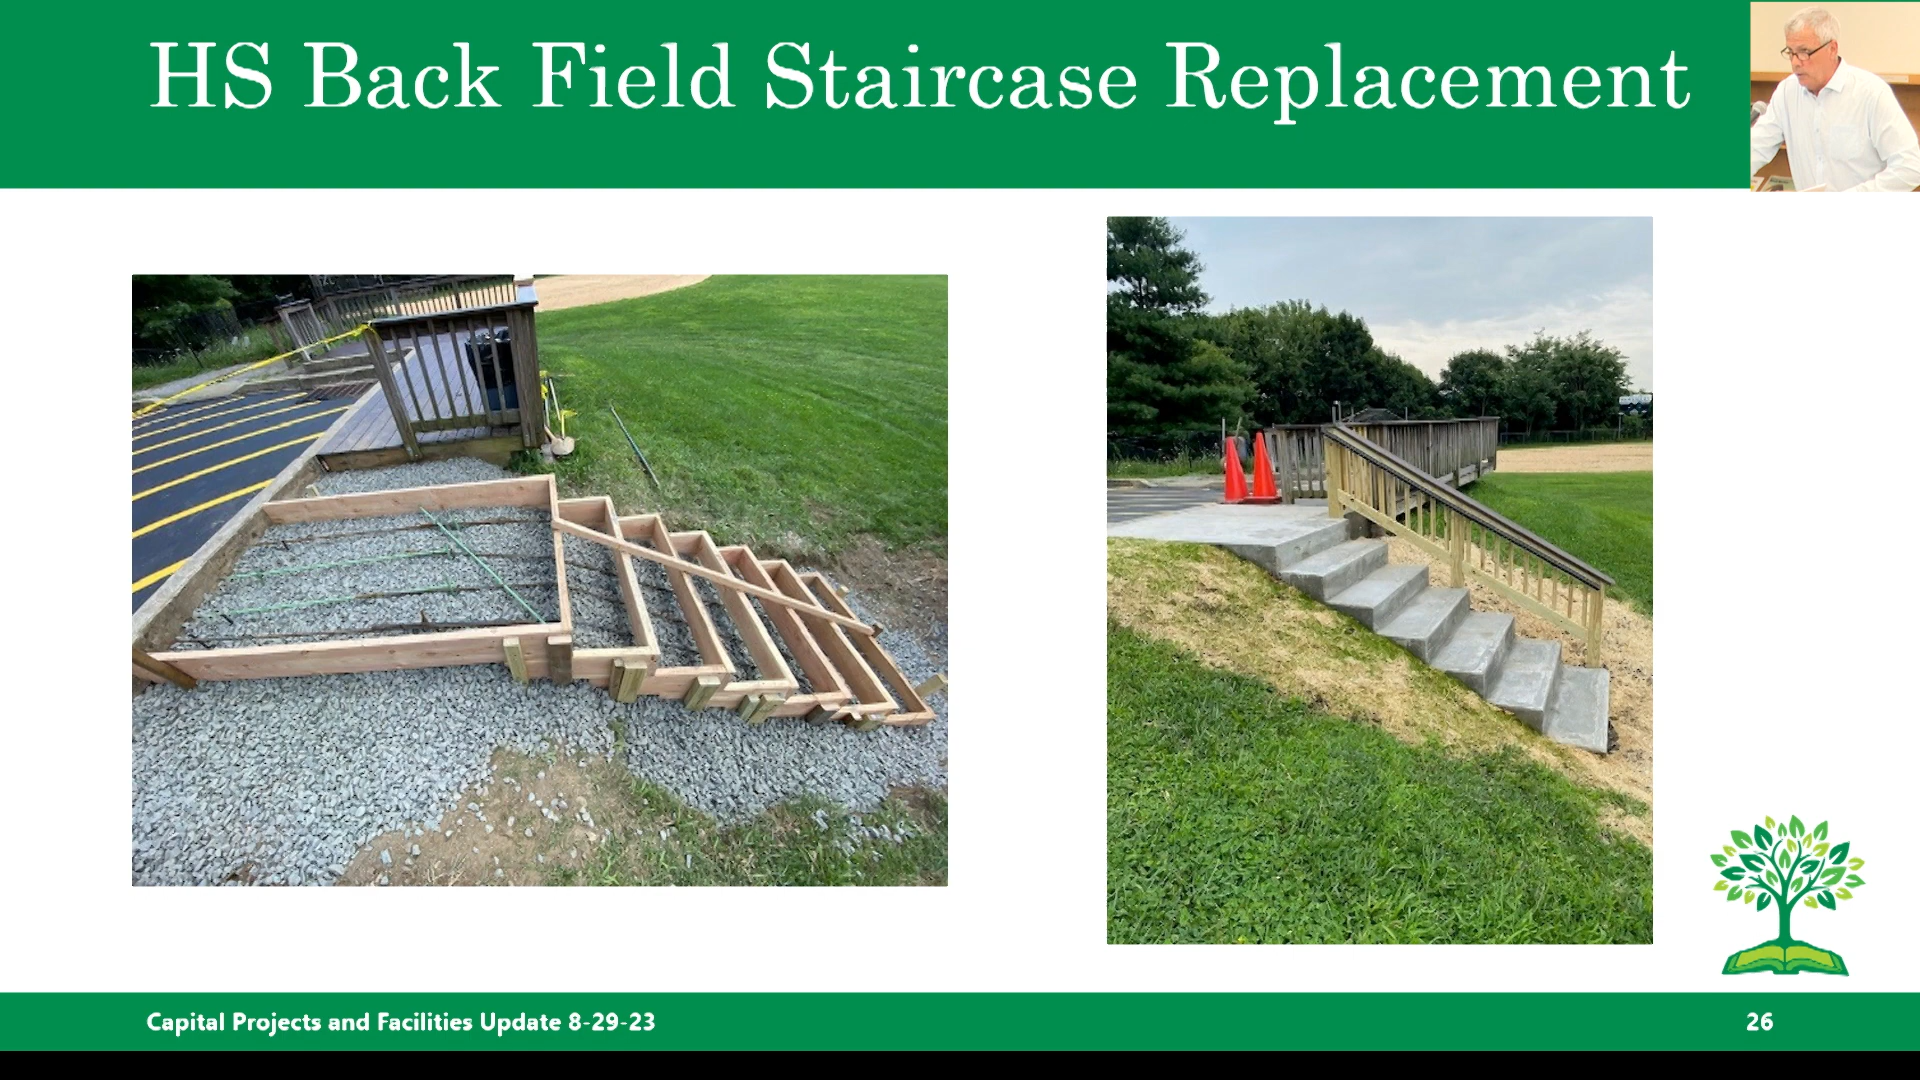 HS Back Field Staircase Replacement
Capital Projects and Facilities Update 8-29-23
26